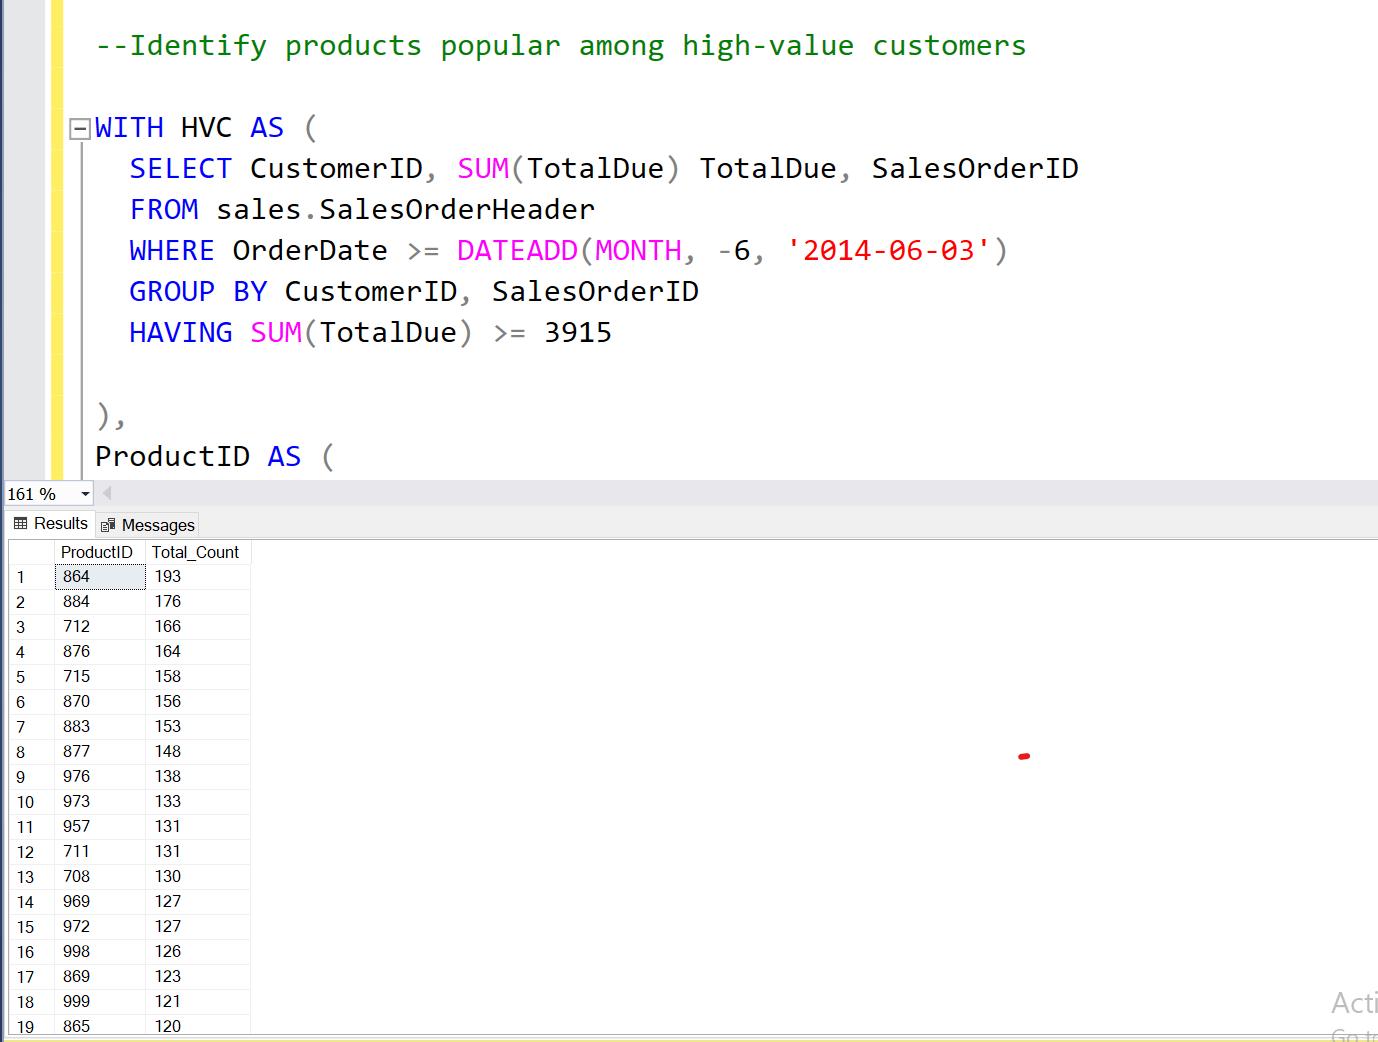 --Identify products popular among high-value customers
WITH HVC AS (
SELECT CustomerID, SUM(TotalDue) TotalDue, SalesOrderID
FROM sales.SalesOrderHeader
WHERE OrderDate >= DATEADD(MONTH, -6, '2014-06-03')
GROUP BY CustomerID, SalesOrderID
HAVING SUM(TotalDue) >= 3915
),
ProductID AS (
161 %
Results Messages
ProductID Total_Count
1 864 193
2 884 176
3 712 166
4 876 164
5 715 158
6 870 156
7 883 153
8 877 148
9 976 138
10 973 133
11 957 131
12 711 131
13 708 130
14 969 127
15 972 127
16 998 126
17 869 123
18 999 121
19 865 120
Acti
Go to